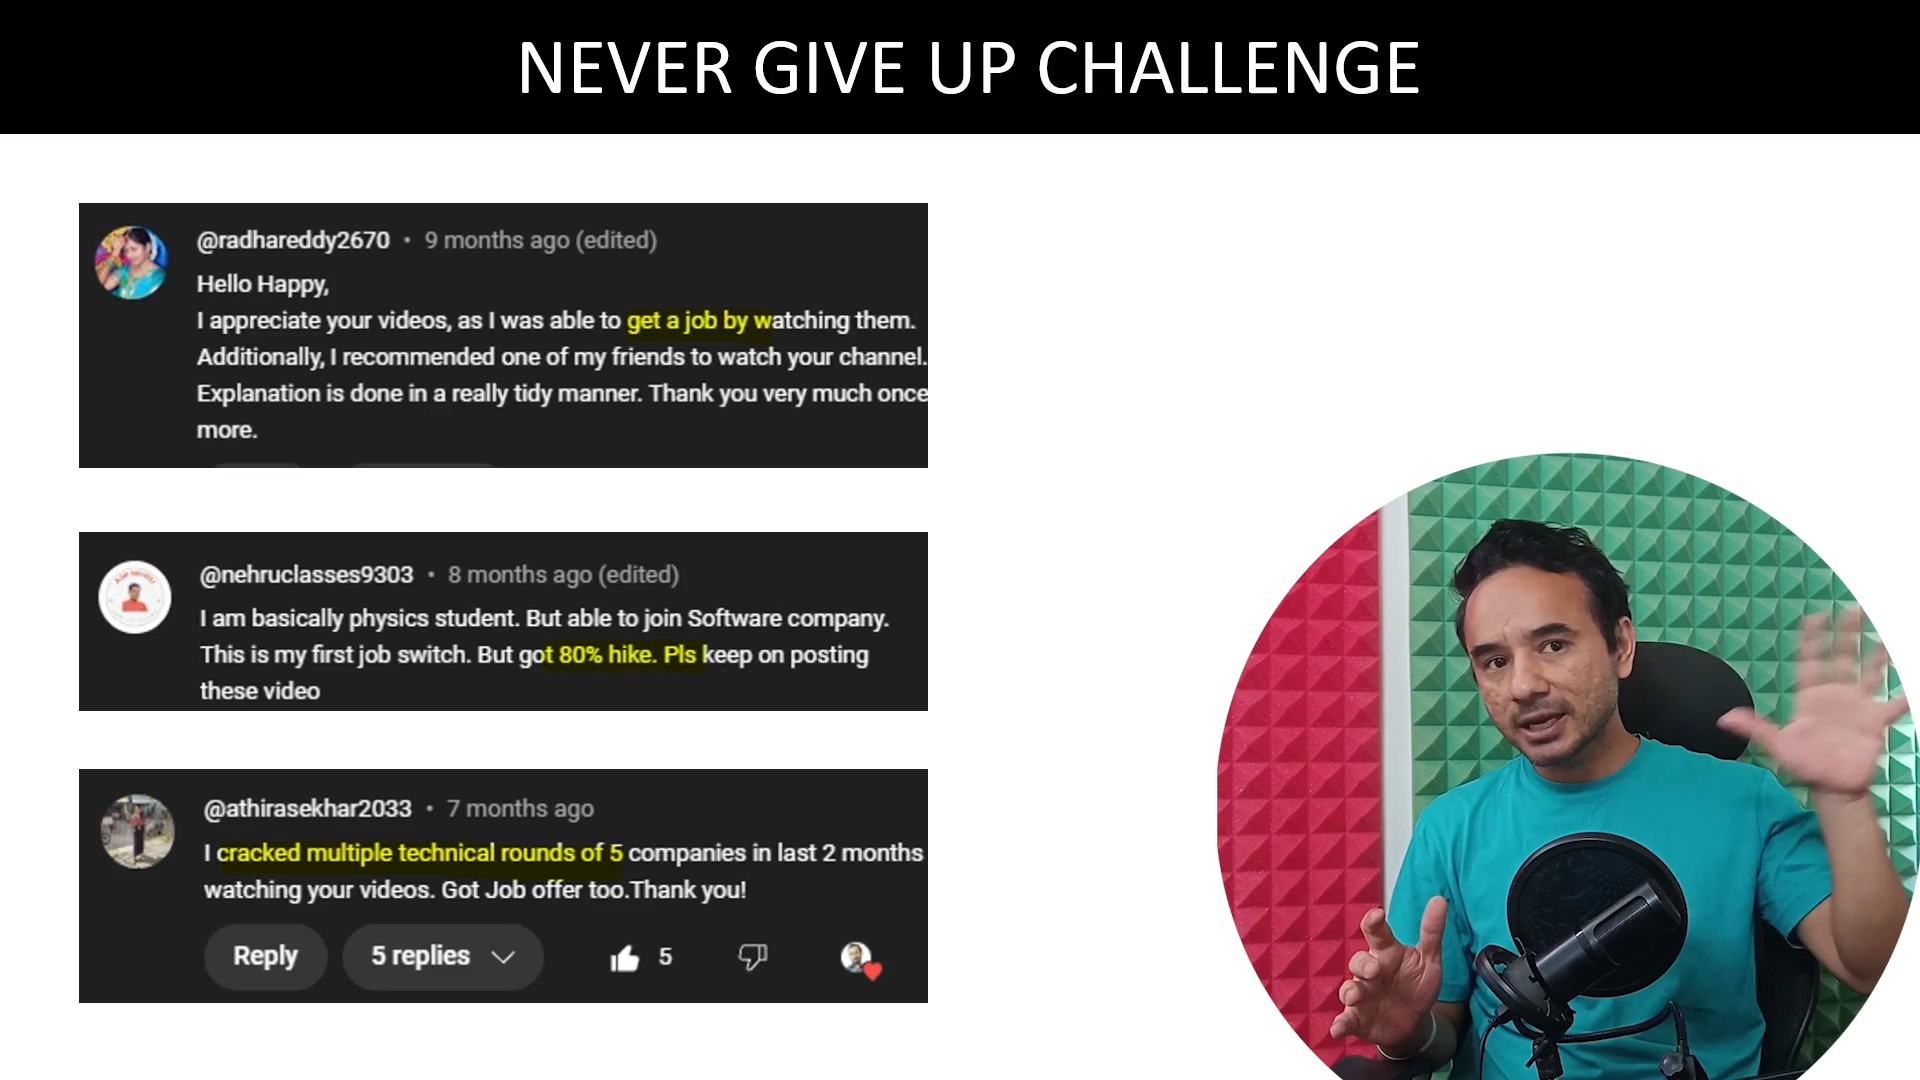 NEVER GIVE UP CHALLENGE
@radhareddy2670 • 9 months ago (edited)
Hello Happy,
I appreciate your videos, as I was able to get a job by watching them.
Additionally, I recommended one of my friends to watch your channel.
Explanation is done in a really tidy manner. Thank you very much once
more.
@nehruclasses9303 • 8 months ago (edited)
I am basically physics student. But able to join Software company.
This is my first job switch. But got 80% hike. Pls keep on posting
these video
@athirasekhar2033 • 7 months ago
I cracked multiple technical rounds of 5 companies in last 2 months
watching your videos. Got Job offer too.Thank you!
Reply 5 replies 5